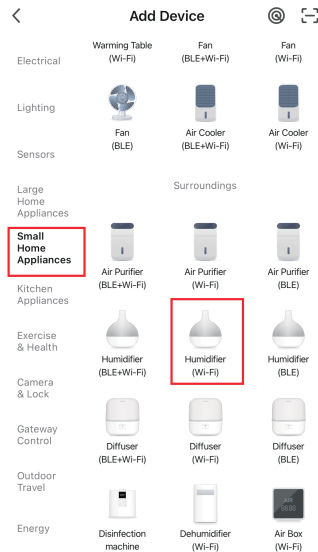 Add Device
Electrical
Lighting
Sensors
Large
Home
Appliances
Small
Home
Appliances
Kitchen
Appliances
Exercise
& Health
Camera
& Lock
Gateway
Control
Outdoor
Travel
Energy
Warming Table
(Wi-Fi)
Fan
(BLE+Wi-Fi)
Fan
(Wi-Fi)
Fan
(BLE)
Air Cooler
(BLE+Wi-Fi)
Air Cooler
(Wi-Fi)
Surroundings
Air Purifier
(BLE+Wi-Fi)
Air Purifier
(Wi-Fi)
Air Purifier
(BLE)
Humidifier
(BLE+Wi-Fi)
Humidifier
(Wi-Fi)
Humidifier
(BLE)
Diffuser
(BLE+Wi-Fi)
Diffuser
(Wi-Fi)
Diffuser
(BLE)
Disinfection
machine
Dehumidifier
(Wi-Fi)
Air Box
(Wi-Fi)